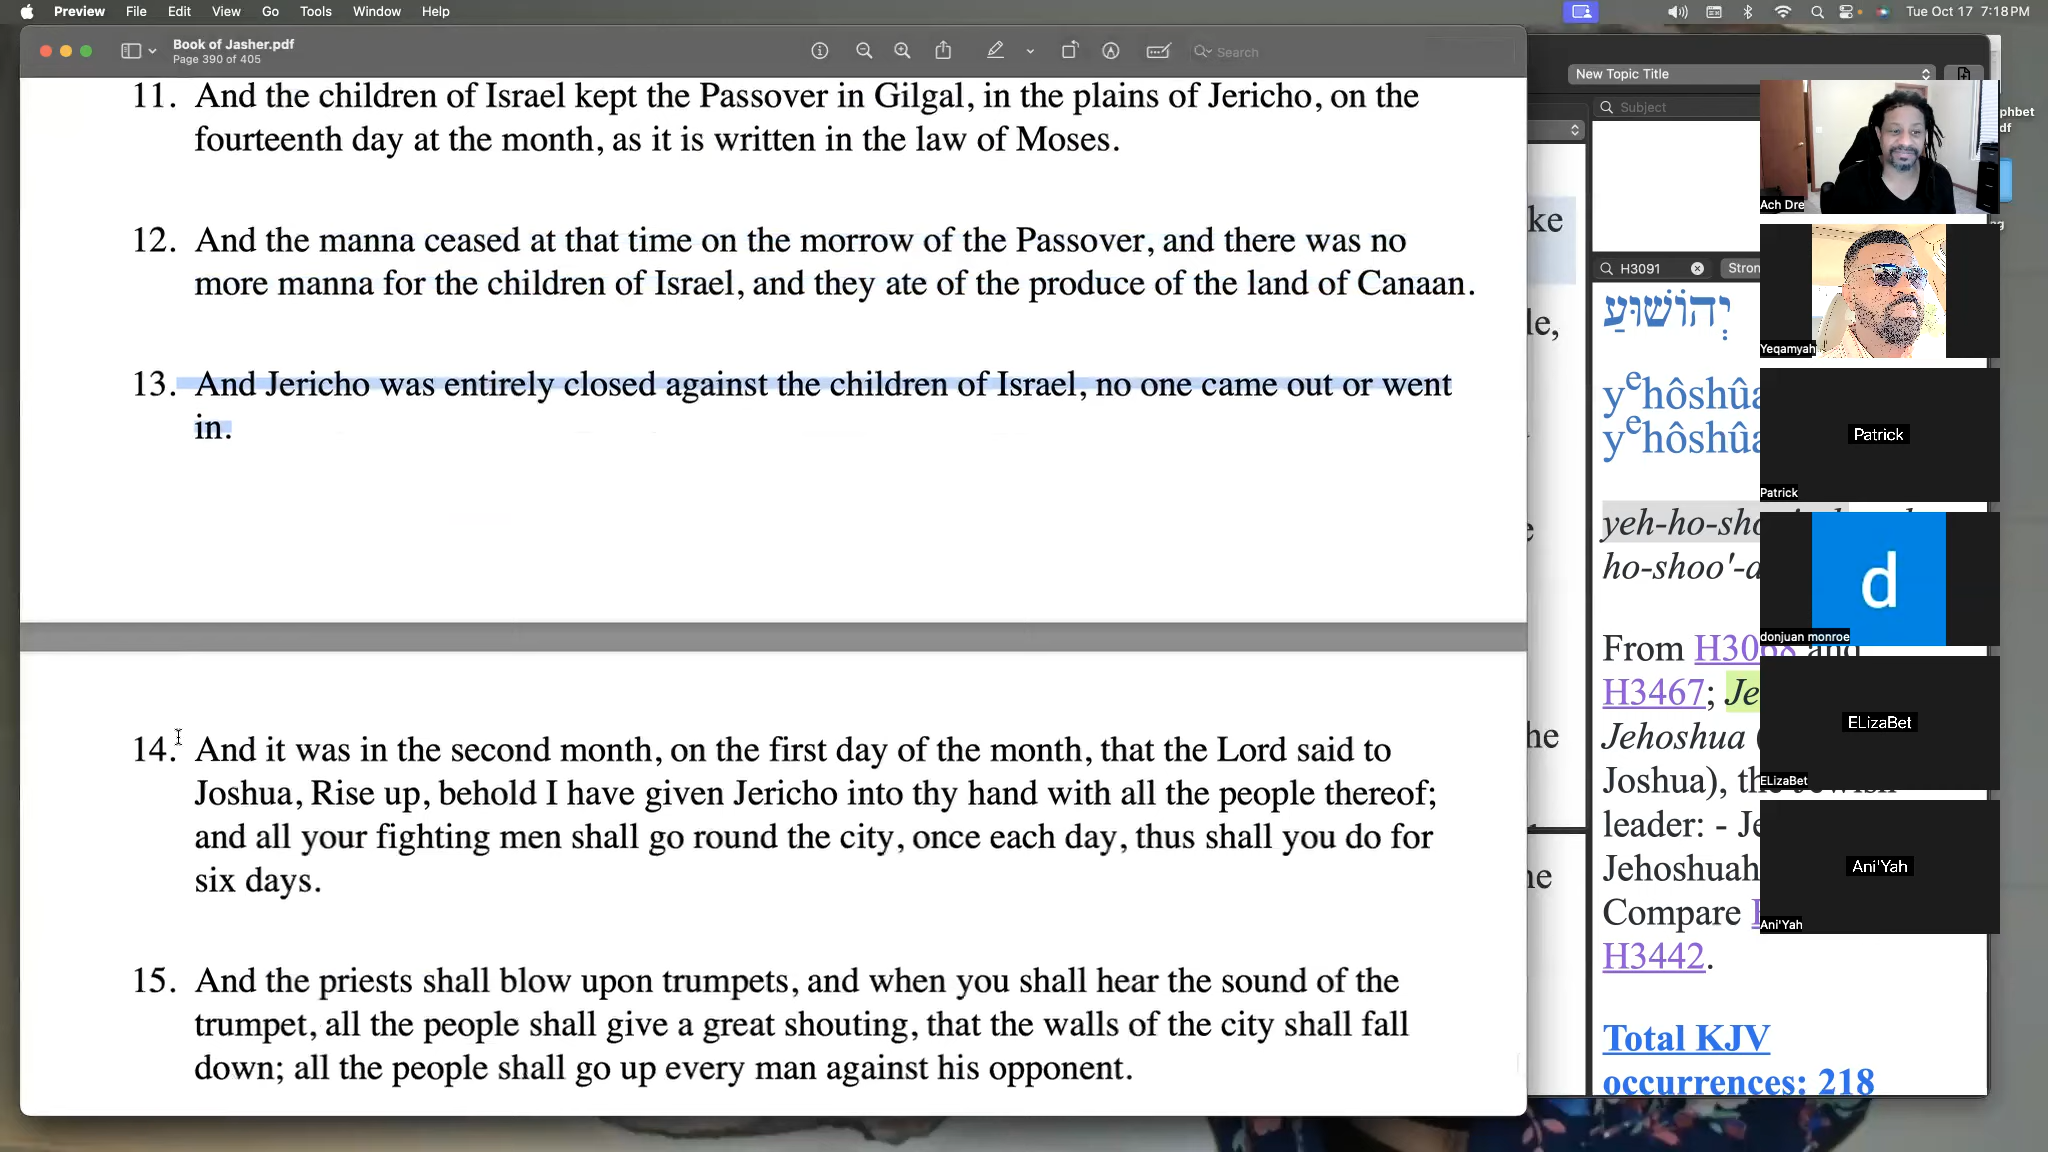 Preview File Edit View Go Tools Window Help
Tue Oct 17 7:18 PM
Book of Jasher.pdf
Page 390 of 405
Search
11. And the children of Israel kept the Passover in Gilgal, in the plains of Jericho, on the
fourteenth day at the month, as it is written in the law of Moses.
12. And the manna ceased at that time on the morrow of the Passover, and there was no
more manna for the children of Israel, and they ate of the produce of the land of Canaan.
13. And Jericho was entirely closed against the children of Israel, no one came out or went
in.
14. And it was in the second month, on the first day of the month, that the Lord said to
Joshua, Rise up, behold I have given Jericho into thy hand with all the people thereof;
and all your fighting men shall go round the city, once each day, thus shall you do for
six days.
15. And the priests shall blow upon trumpets, and when you shall hear the sound of the
trumpet, all the people shall give a great shouting, that the walls of the city shall fall
down; all the people shall go up every man against his opponent.
New Topic Title
Subject
H3091
יְהוֹשׁוּעַ
From H3068 and
H3467;
Jehoshua
Joshua),
leader: -
Jehoshuah
Compare
H3442.
Total KJV
occurrences: 218
Ach Dre
Yeqamyah
Patrick
Patrick
d
donjuan monroe
ELizaBet
ELizaBet
Ani'Yah
Ani'Yah